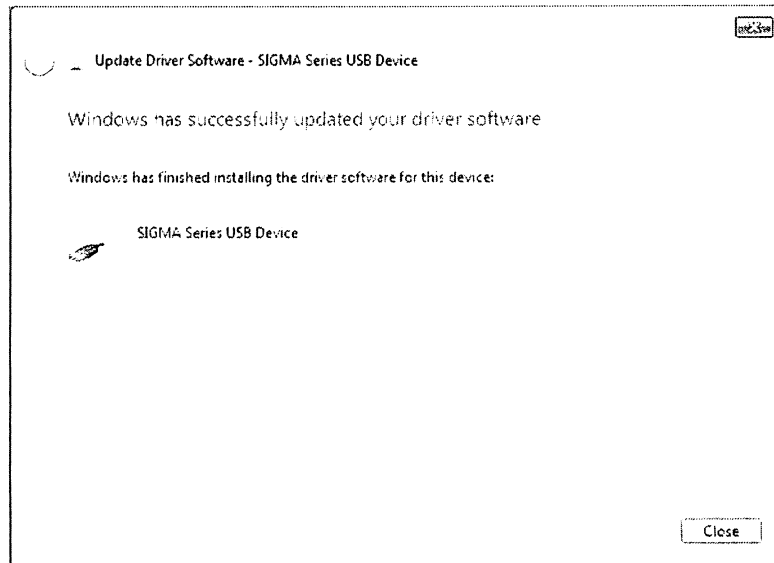 Update Driver Software - SIGMA Series USB Device
Windows has successfully updated your driver software
Windows has finished installing the driver software for this device:
SIGMA Series USB Device
Close